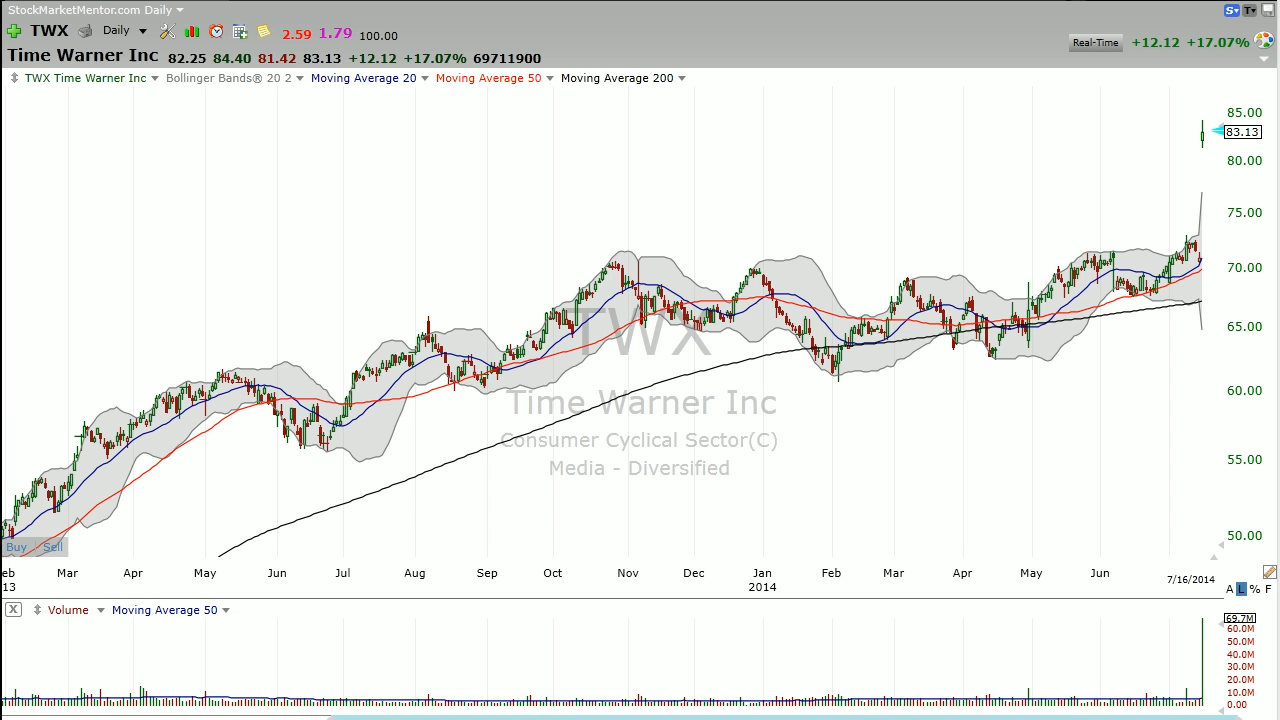 StockMarketMentor.com Daily
S T
TWX Daily 2.59 1.79 100.00
Real-Time +12.12 +17.07%
Time Warner Inc 82.25 84.40 81.42 83.13 +12.12 +17.07% 69711900
TWX Time Warner Inc Bollinger Bands® 20 2 Moving Average 20 Moving Average 50 Moving Average 200
85.00
83.13
80.00
75.00
70.00
65.00
60.00
55.00
50.00
TWX
Time Warner Inc
Consumer Cyclical Sector(C)
Media - Diversified
Buy Sell
eb Mar Apr May Jun Jul Aug Sep Oct Nov Dec Jan Feb Mar Apr May Jun
13 2014 7/16/2014
A L % F
X Volume Moving Average 50
69.7M
60.0M
50.0M
40.0M
30.0M
20.0M
10.0M
0.00